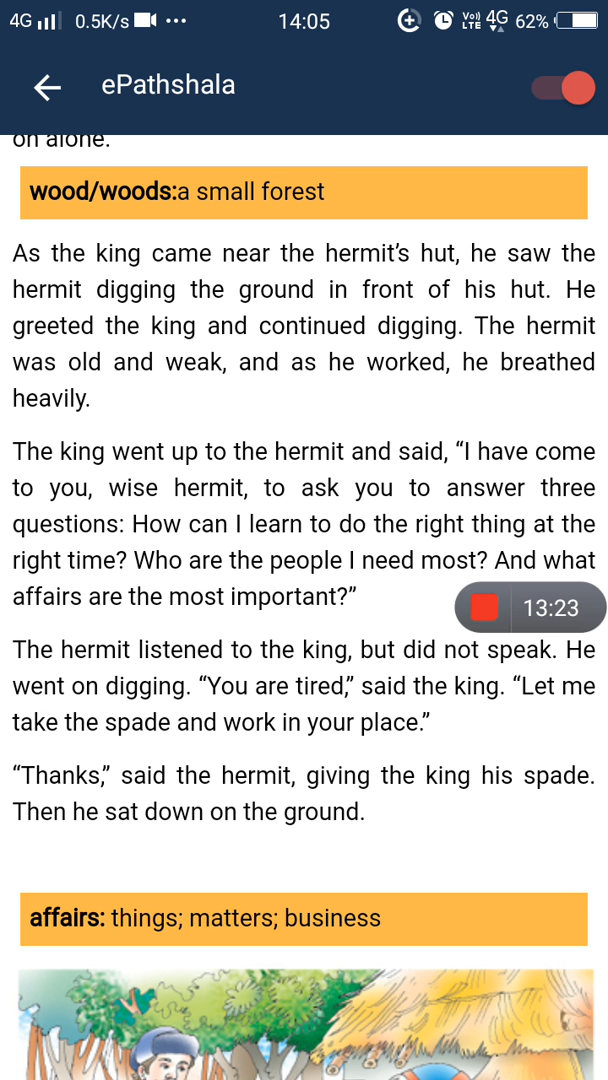 4G 0.5K/s ... 14:05 Vo) LTE 4G 62%
ePathshala
on alone.
wood/woods:a small forest
As the king came near the hermit’s hut, he saw the
hermit digging the ground in front of his hut. He
greeted the king and continued digging. The hermit
was old and weak, and as he worked, he breathed
heavily.
The king went up to the hermit and said, “I have come
to you, wise hermit, to ask you to answer three
questions: How can I learn to do the right thing at the
right time? Who are the people I need most? And what
affairs are the most important?”
13:23
The hermit listened to the king, but did not speak. He
went on digging. “You are tired,” said the king. “Let me
take the spade and work in your place.”
“Thanks,” said the hermit, giving the king his spade.
Then he sat down on the ground.
affairs: things; matters; business